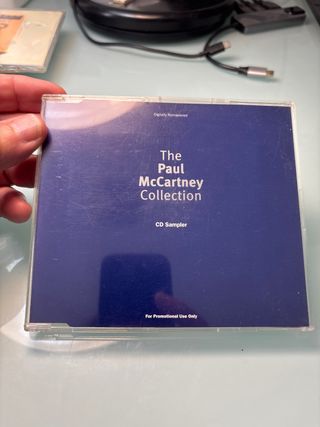 Digitally Remastered
The
Paul
McCartney
Collection
CD Sampler
For Promotional Use Only